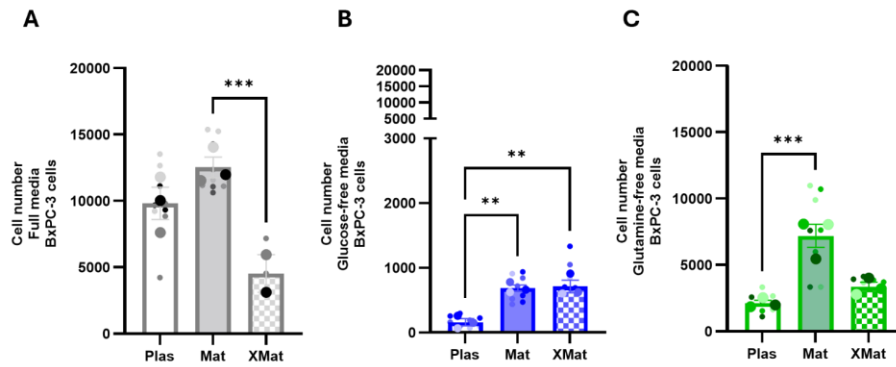 A
Cell number
Full media
BxPC-3 cells
20000
15000
10000
5000
0
***
Plas Mat XMat
B
Cell number
Glucose-free media
BxPC-3 cells
20000
15000
10000
5000
3000
2000
1000
0
**
**
Plas Mat XMat
C
Cell number
Glutamine-free media
BxPC-3 cells
20000
15000
10000
5000
0
***
Plas Mat XMat